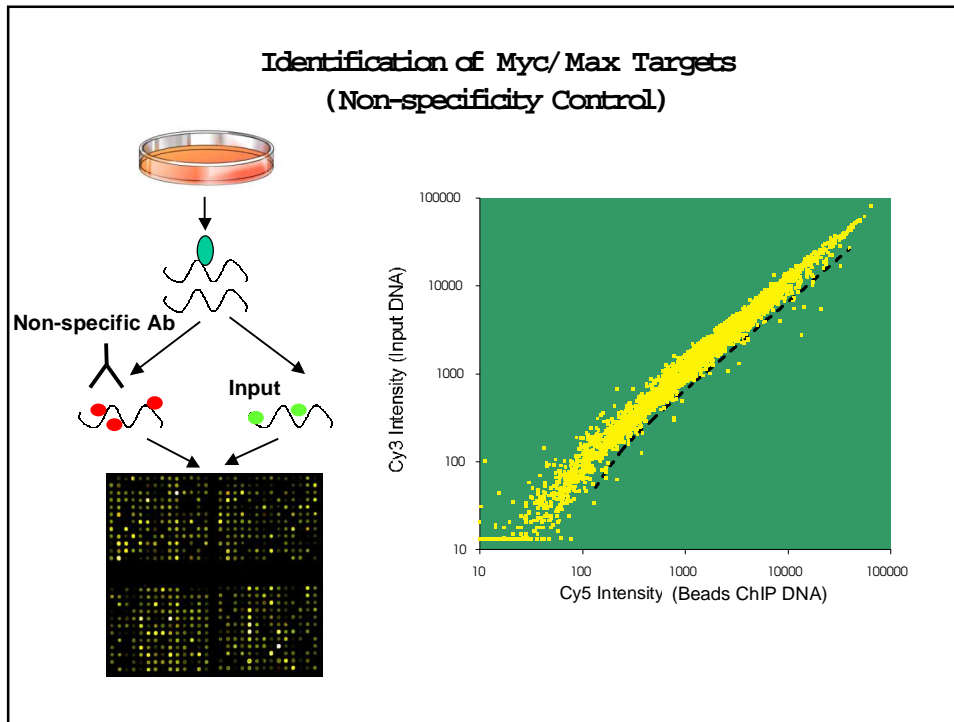 Identification of Myc/Max Targets
(Non-specificity Control)
Non-specific Ab
Input
Cy3 Intensity (Input DNA)
100000
10000
1000
100
10
10
100
1000
10000
100000
Cy5 Intensity (Beads ChIP DNA)